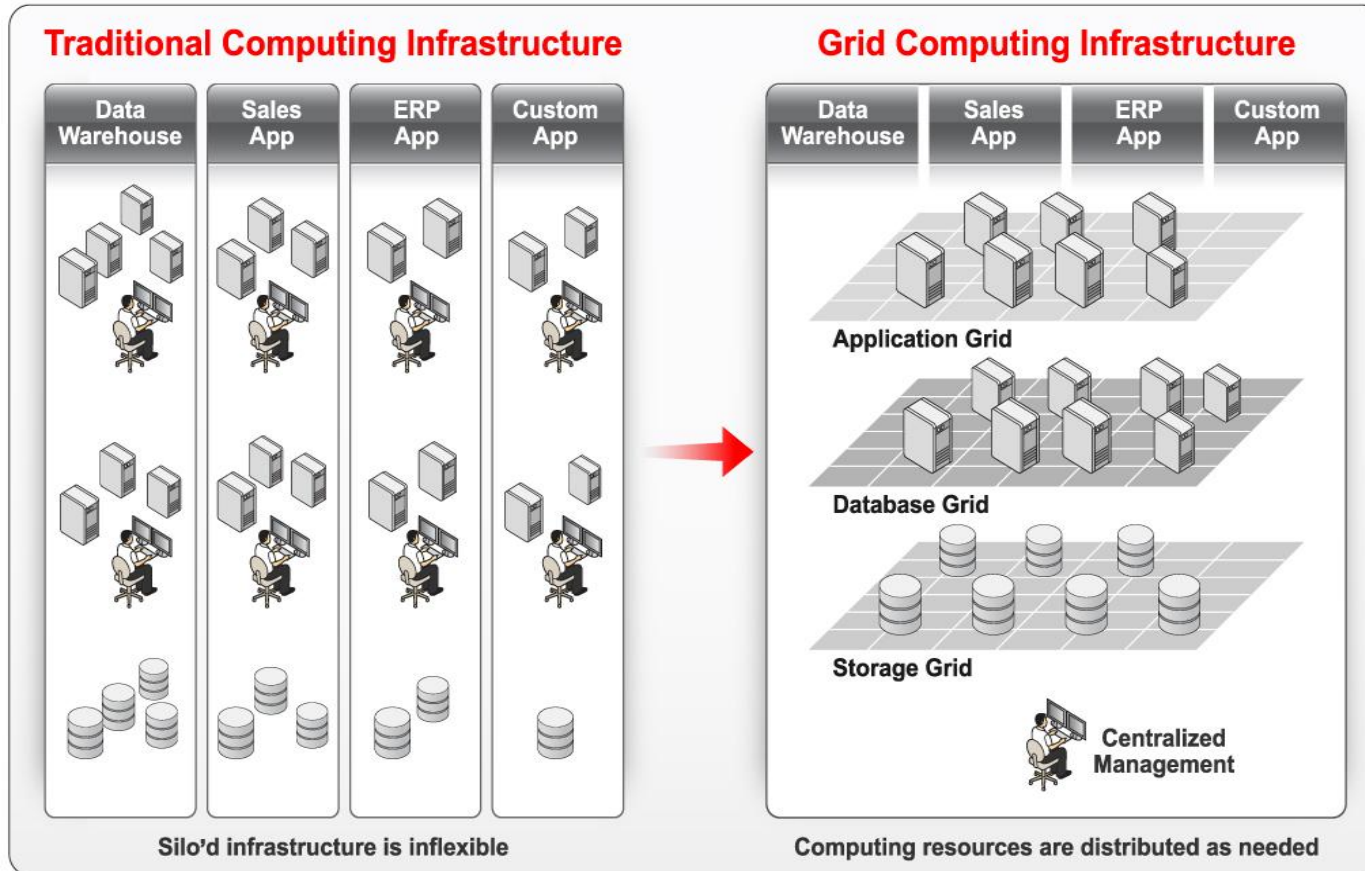 Traditional Computing Infrastructure
Data
Warehouse
Sales
App
ERP
App
Custom
App
Silo'd infrastructure is inflexible
Grid Computing Infrastructure
Data
Warehouse
Sales
App
ERP
App
Custom
App
Application Grid
Database Grid
Storage Grid
Centralized
Management
Computing resources are distributed as needed